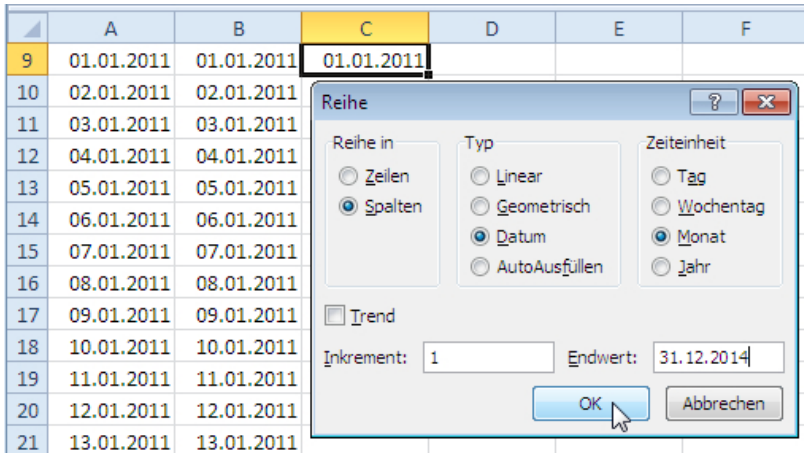 A B C D E F
9 01.01.2011 01.01.2011 01.01.2011
10 02.01.2011 02.01.2011
11 03.01.2011 03.01.2011
12 04.01.2011 04.01.2011
13 05.01.2011 05.01.2011
14 06.01.2011 06.01.2011
15 07.01.2011 07.01.2011
16 08.01.2011 08.01.2011
17 09.01.2011 09.01.2011
18 10.01.2011 10.01.2011
19 11.01.2011 11.01.2011
20 12.01.2011 12.01.2011
21 13.01.2011 13.01.2011
Reihe ?
Reihe in Typ Zeiteinheit
Zeilen Linear Tag
Spalten Geometrisch Wochentag
Datum Monat
AutoAusfüllen Jahr
Trend
Inkrement: 1 Endwert: 31.12.2014
OK Abbrechen